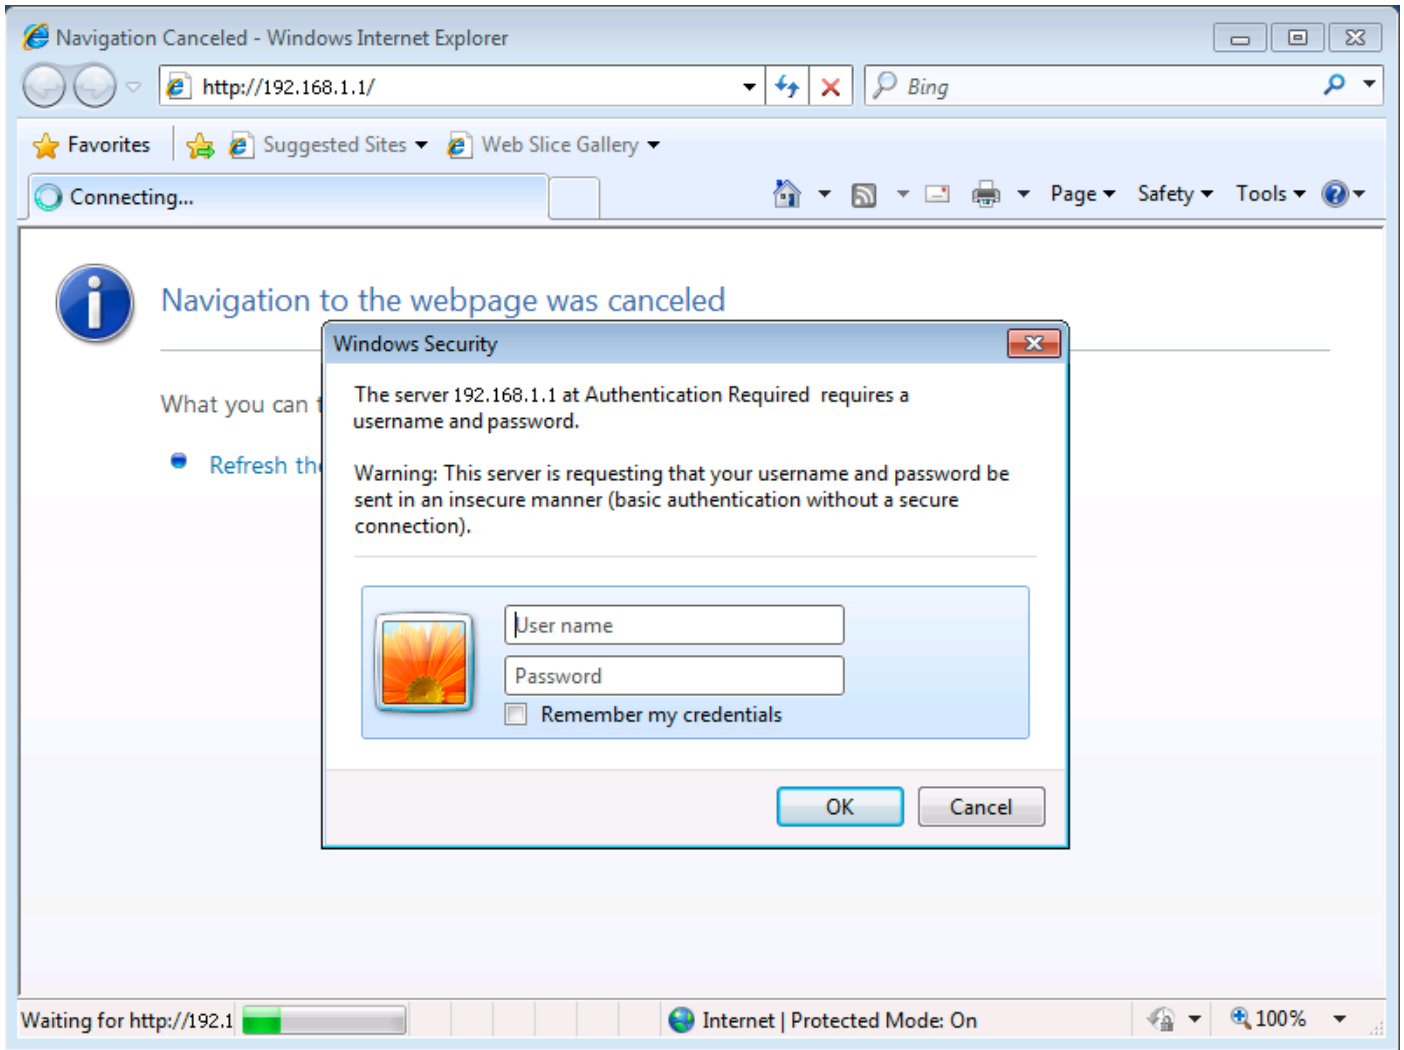 Navigation Canceled - Windows Internet Explorer
http://192.168.1.1/
Bing
Favorites
Suggested Sites
Web Slice Gallery
Connecting...
Page
Safety
Tools
Navigation to the webpage was canceled
What you can t
Refresh the
Windows Security
The server 192.168.1.1 at Authentication Required requires a
username and password.
Warning: This server is requesting that your username and password be
sent in an insecure manner (basic authentication without a secure
connection).
User name
Password
Remember my credentials
OK
Cancel
Waiting for http://192.1
Internet | Protected Mode: On
100%